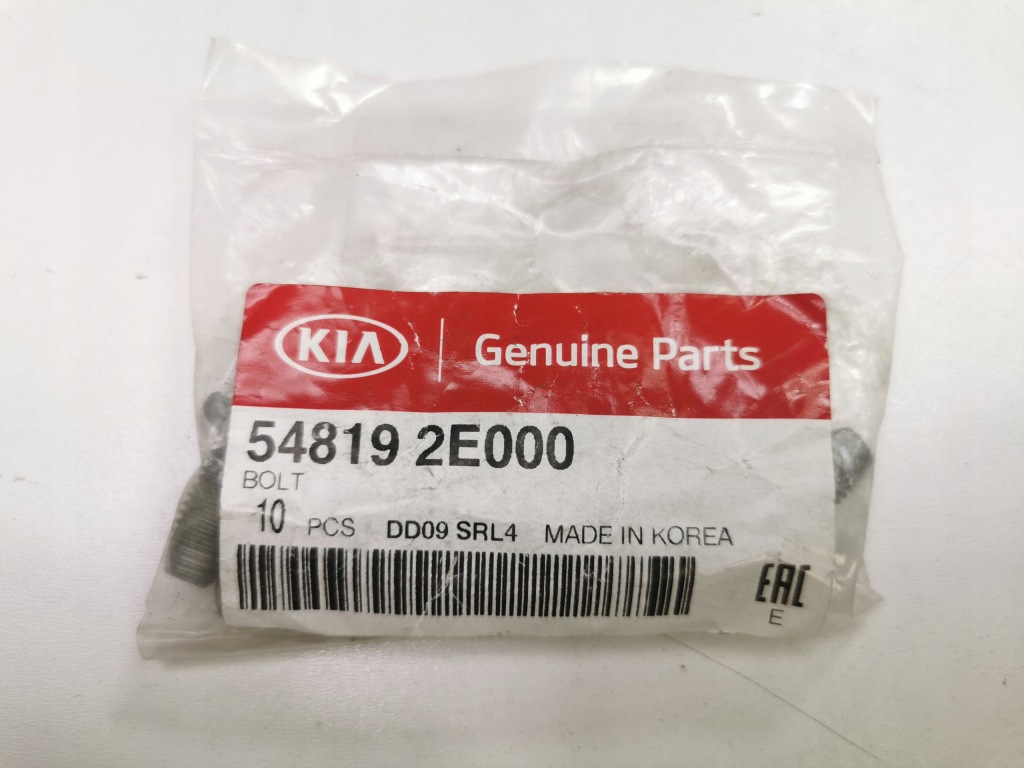 KIA Genuine Parts
54819 2E000
BOLT
10 PCS DD09 SRL4 MADE IN KOREA
EAC
E